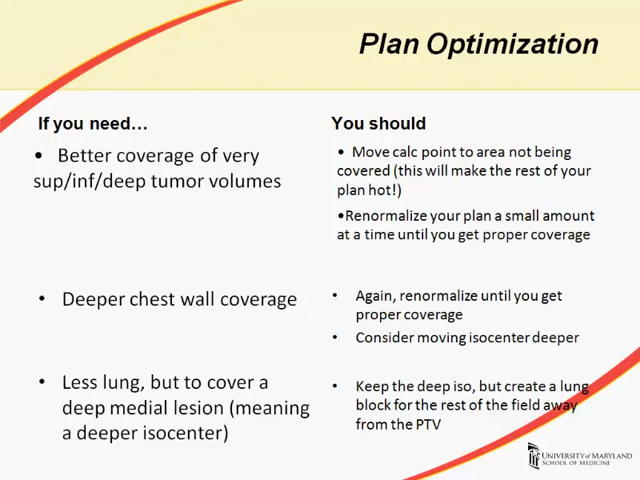 Plan Optimization
If you need…
• Better coverage of very
sup/inf/deep tumor volumes
You should
• Move calc point to area not being
covered (this will make the rest of your
plan hot!)
•Renormalize your plan a small amount
at a time until you get proper coverage
• Deeper chest wall coverage
• Again, renormalize until you get
proper coverage
• Consider moving isocenter deeper
• Less lung, but to cover a
deep medial lesion (meaning
a deeper isocenter)
• Keep the deep iso, but create a lung
block for the rest of the field away
from the PTV
UNIVERSITY of MARYLAND
SCHOOL OF MEDICINE